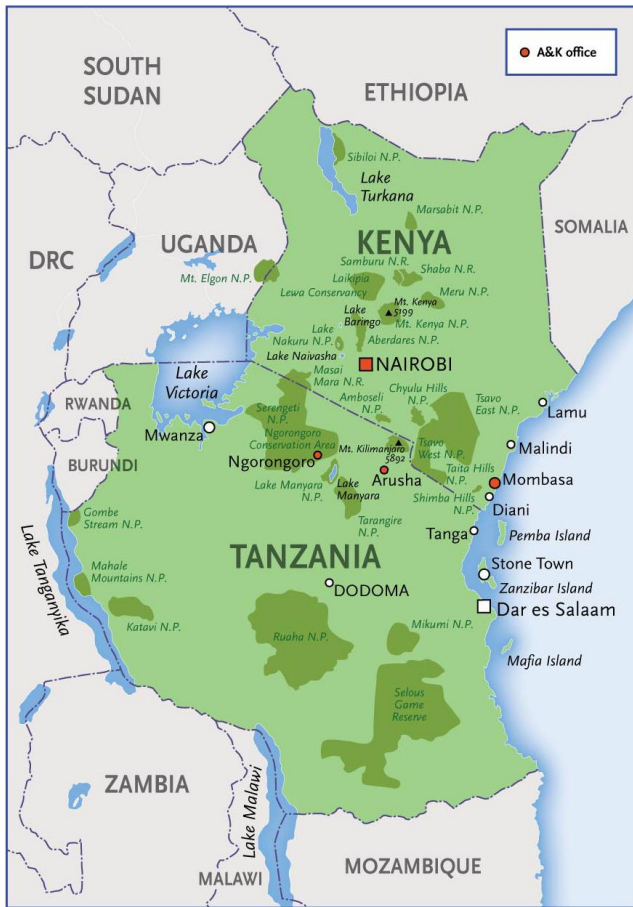 A&K office
SOUTH
SUDAN
ETHIOPIA
Sibiloi N.P.
Lake
Turkana
Marsabit N.P.
SOMALIA
DRC
UGANDA
KENYA
Mt. Elgon N.P.
Samburu N.R.
Laikipia
Shaba N.R.
Lewa Conservancy
Meru N.P.
Mt. Kenya
5199
Lake
Baringo
Mt. Kenya N.P.
Lake
Nakuru N.P.
Aberdares N.P.
Lake Naivasha
NAIROBI
Masai
Mara N.R.
Lake
Victoria
RWANDA
Amboseli
N.P.
Chyulu Hills
N.P.
Tsavo
East N.P.
Lamu
Serengeti
N.P.
Mwanza
Ngorongoro
Conservation Area
Mt. Kilimanjaro
5892
Tsavo
West N.P.
Malindi
BURUNDI
Ngorongoro
Taita Hills
N.P.
Arusha
Mombasa
Lake Manyara
N.P.
Lake
Manyara
Shimba Hills
N.P.
Diani
Gombe
Stream N.P.
Tarangire N.P.
Tanga
Pemba Island
TANZANIA
Stone Town
Mahale
Mountains N.P.
Lake Tanganyika
DODOMA
Zanzibar Island
Dar es Salaam
Katavi N.P.
Ruaha N.P.
Mikumi N.P.
Mafia Island
Selous
Game
Reserve
ZAMBIA
Lake Malawi
MALAWI
MOZAMBIQUE